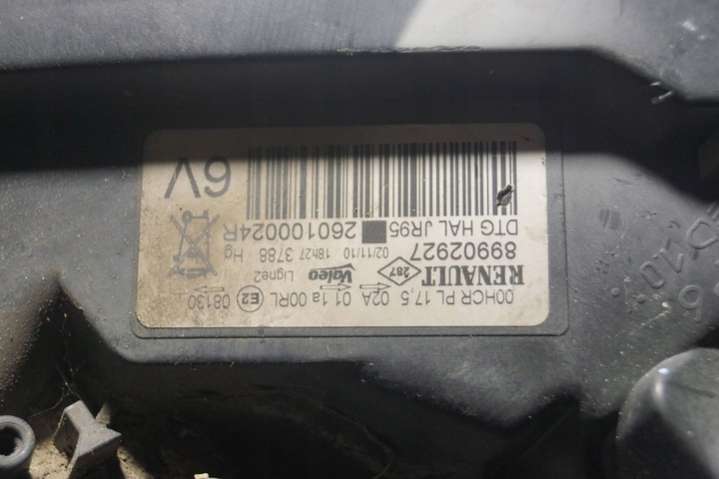 00HCR PL 17,5 02A 01 1a 00RL E2 08130
RENAULT 287 Valeo
89902927 02/11/10 Ligne2 18h27 3788 Hg
DTG HAL JR95 260100024R
6V